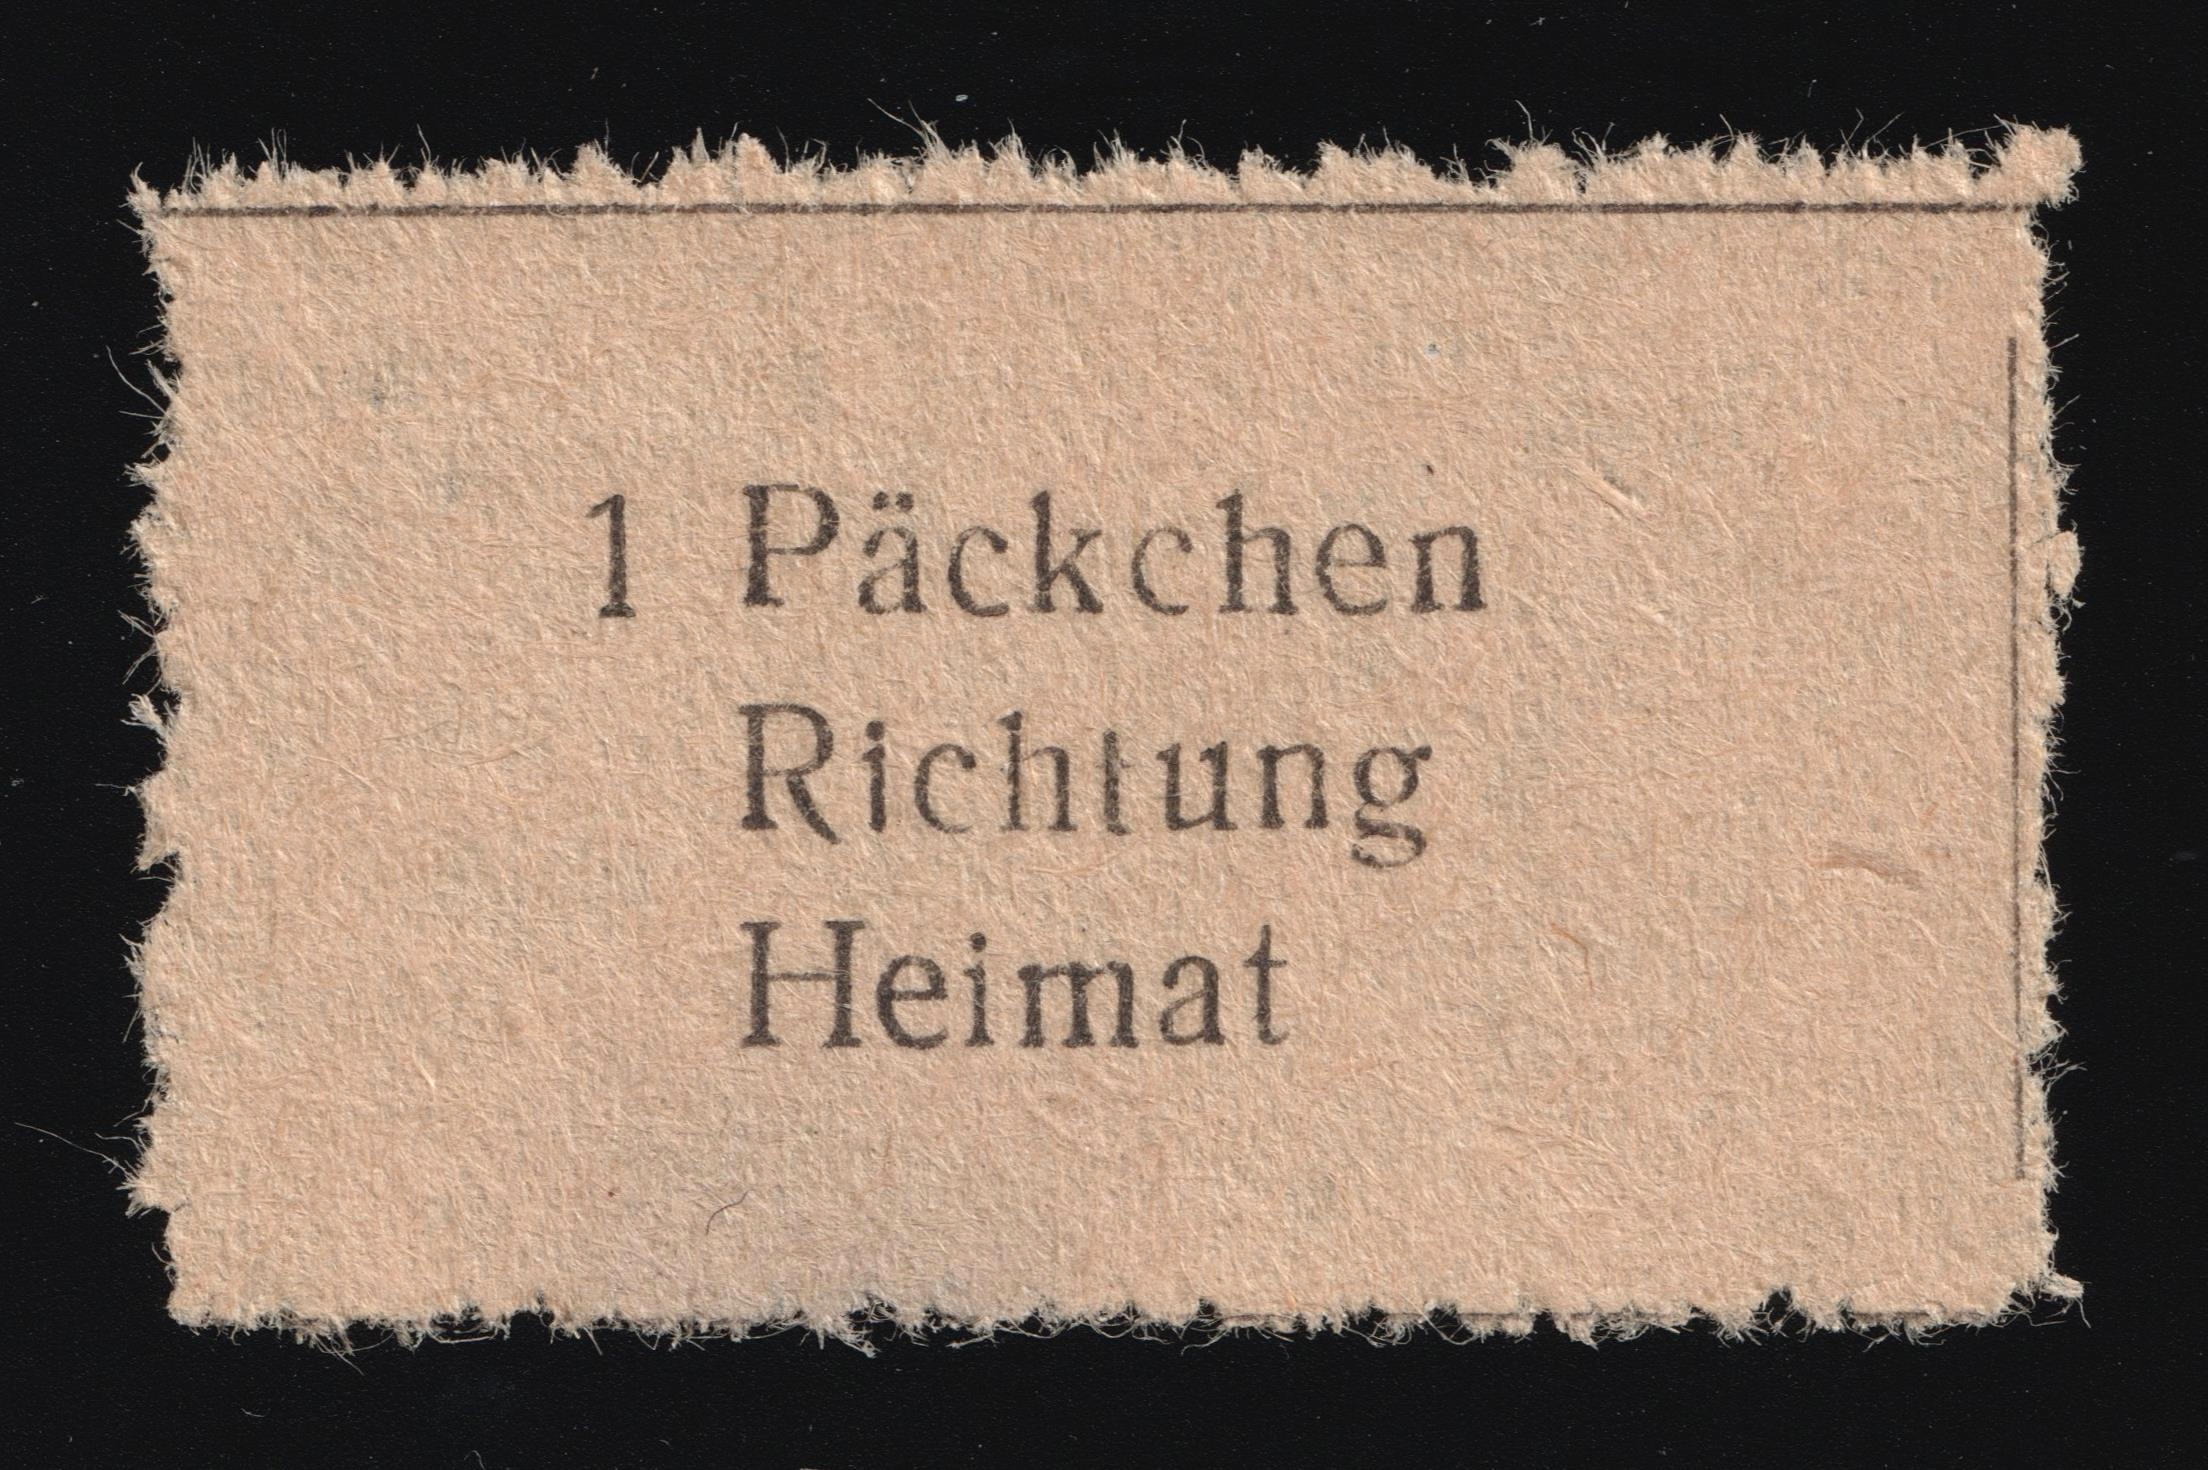 1 Päckchen
Richtung
Heimat